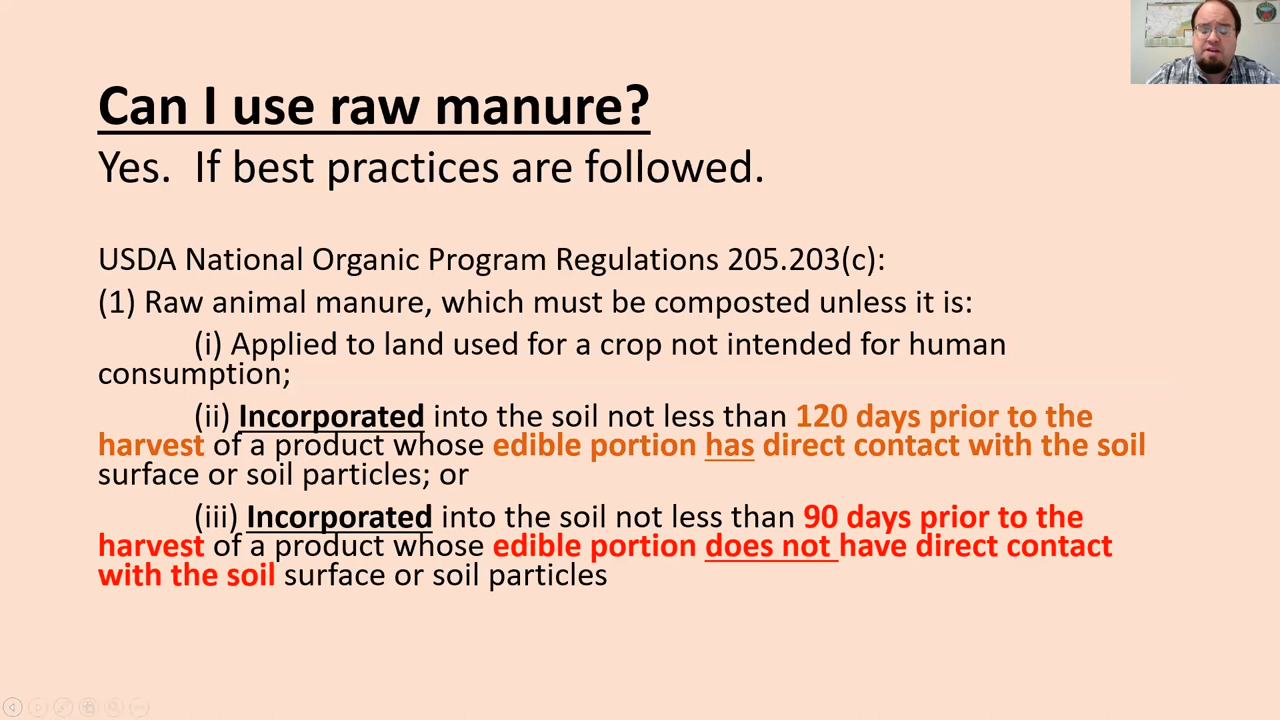 Can I use raw manure?
Yes.  If best practices are followed.
USDA National Organic Program Regulations 205.203(c):
(1) Raw animal manure, which must be composted unless it is:
(i) Applied to land used for a crop not intended for human
consumption;
(ii) Incorporated into the soil not less than 120 days prior to the
harvest of a product whose edible portion has direct contact with the soil
surface or soil particles; or
(iii) Incorporated into the soil not less than 90 days prior to the
harvest of a product whose edible portion does not have direct contact
with the soil surface or soil particles